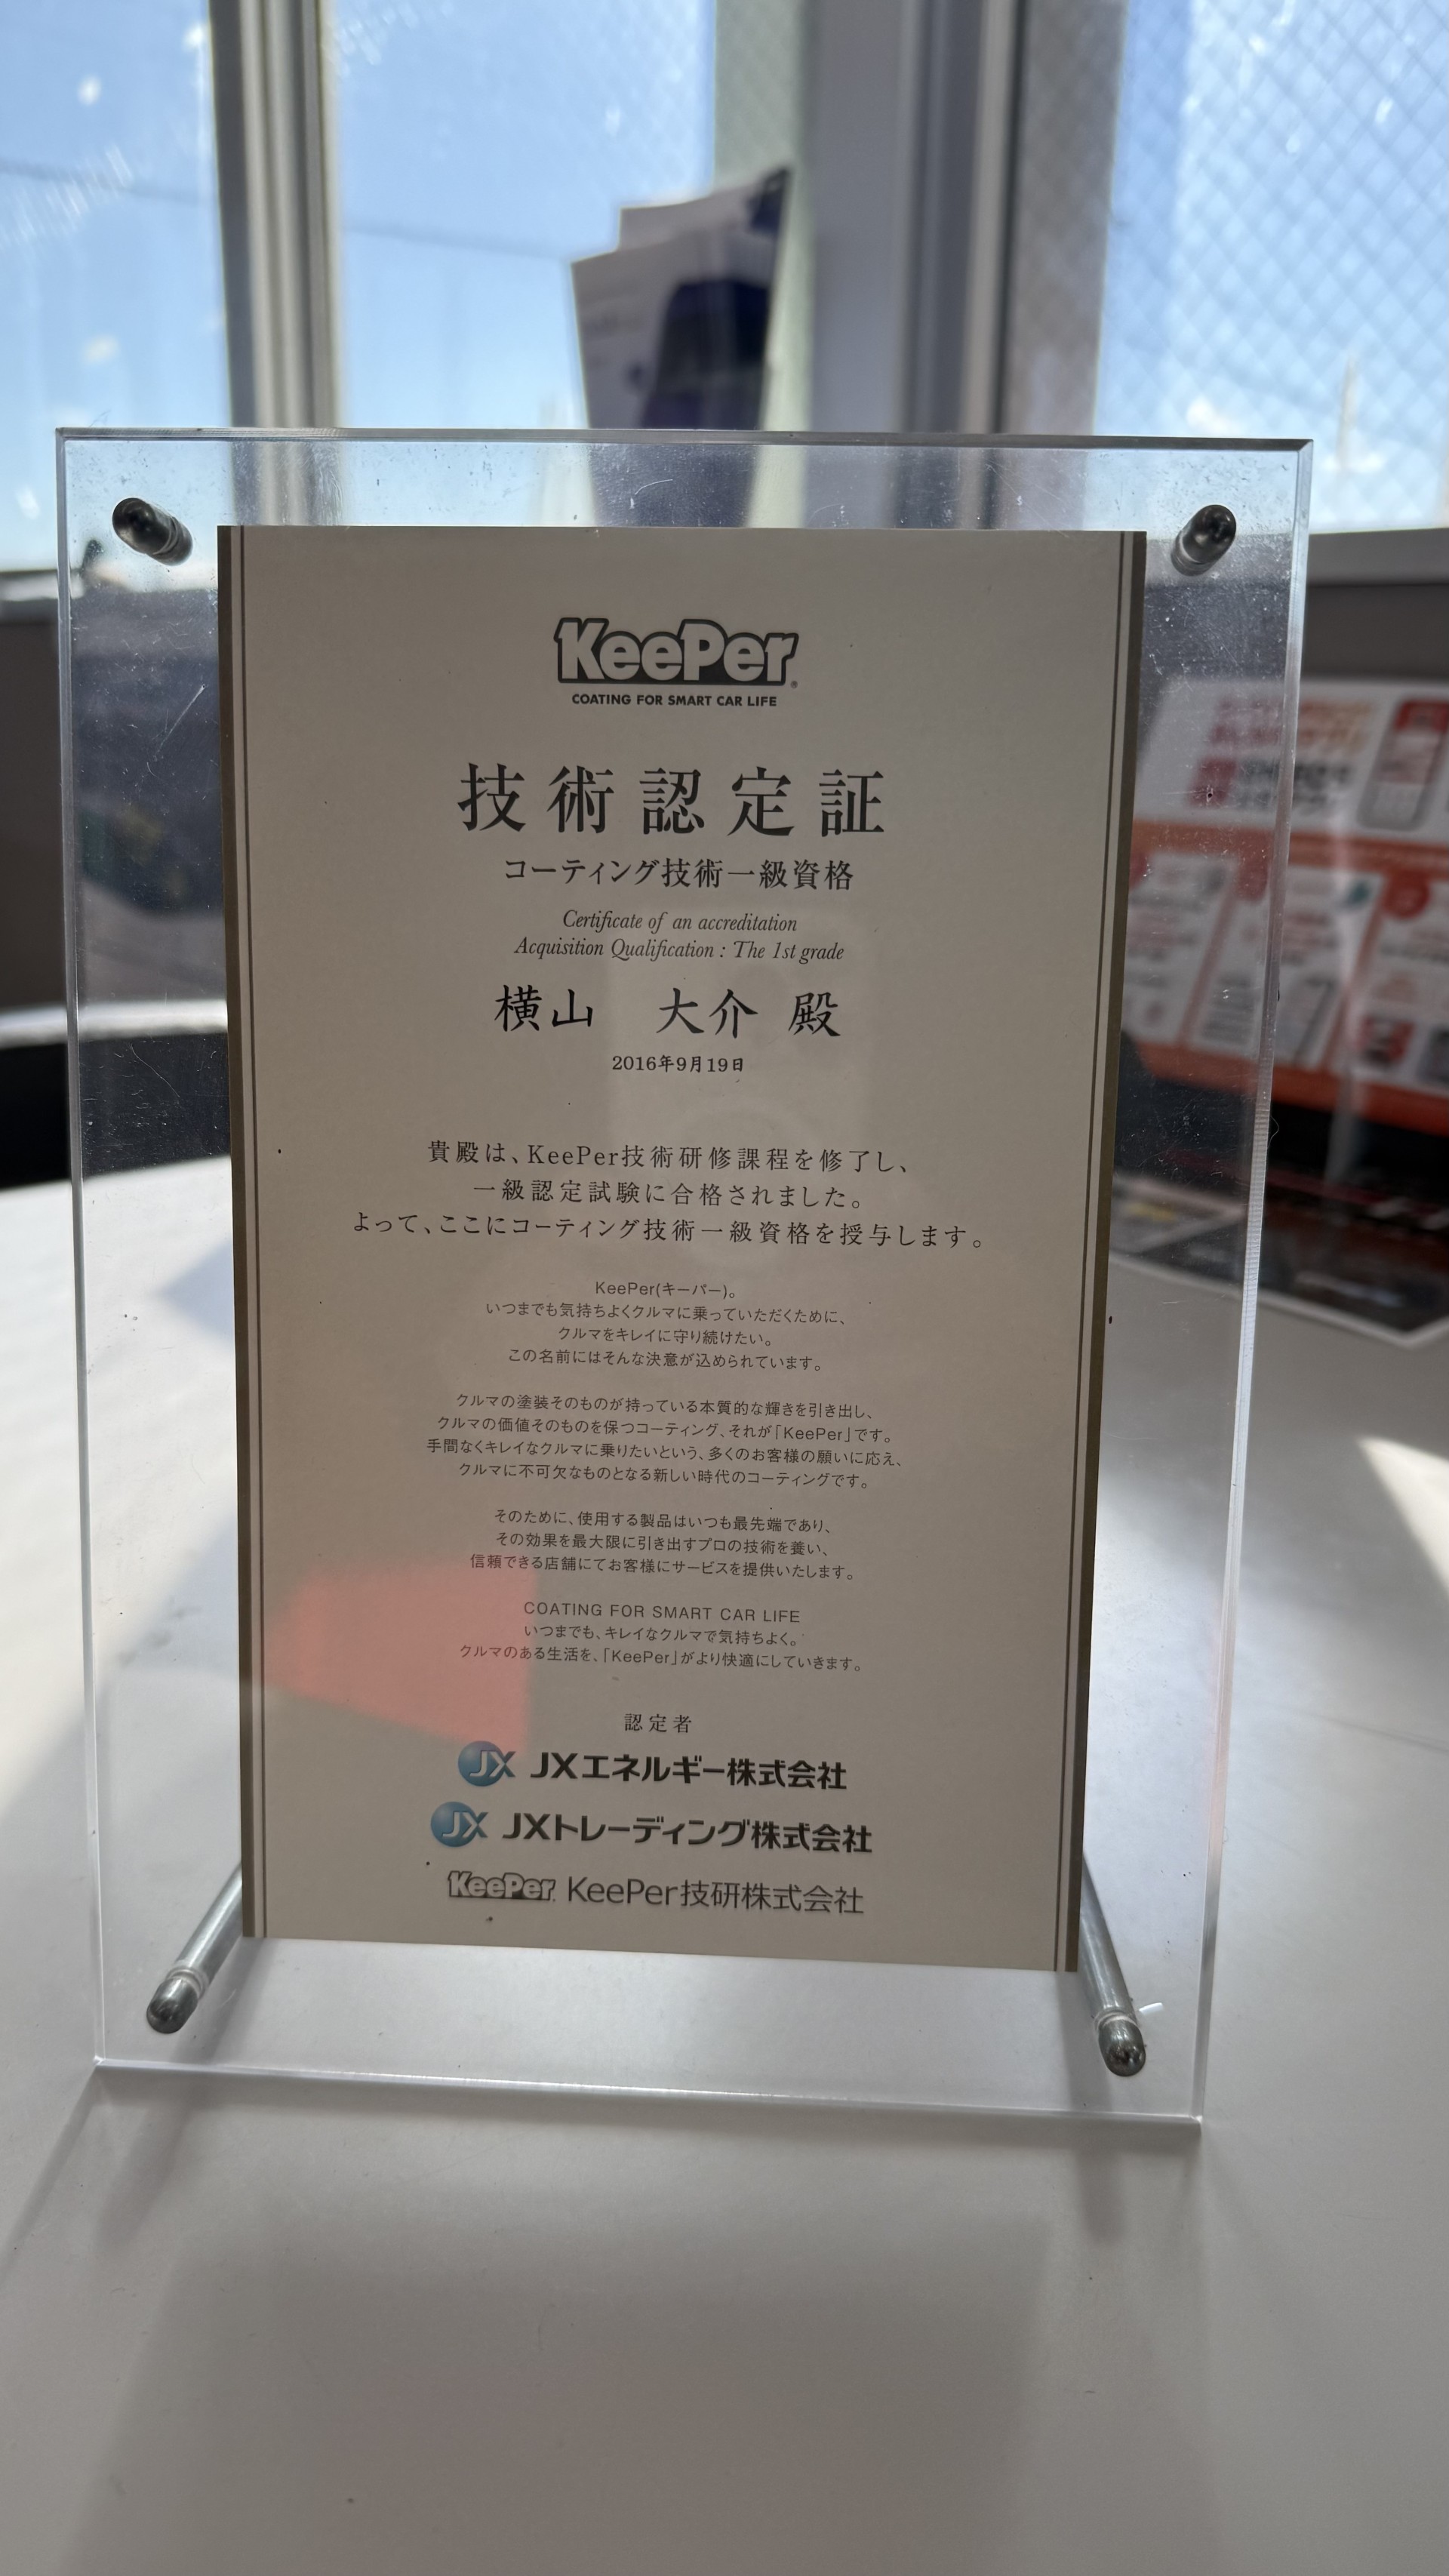 KeePer
COATING FOR SMART CAR LIFE
技術認定証
コーティング技術一級資格
Certificate of an accreditation
Acquisition Qualification : The 1st grade
横山　大介 殿
2016年9月19日
貴殿は、KeePer技術研修課程を修了し、
一級認定試験に合格されました。
よって、ここにコーティング技術一級資格を授与します。
KeePer(キーパー)。
いつまでも気持ちよくクルマに乗っていただくために、
クルマをキレイに守り続けたい。
この名前にはそんな決意が込められています。
クルマの塗装そのものが持っている本質的な輝きを引き出し、
クルマの価値そのものを保つコーティング、それが「KeePer」です。
手間なくキレイなクルマに乗りたいという、多くのお客様の願いに応え、
クルマに不可欠なものとなる新しい時代のコーティングです。
そのために、使用する製品はいつも最先端であり、
その効果を最大限に引き出すプロの技術を養い、
信頼できる店舗にてお客様にサービスを提供いたします。
COATING FOR SMART CAR LIFE
いつまでも、キレイなクルマで気持ちよく。
クルマのある生活を、「KeePer」がより快適にしていきます。
認定者
JX JXエネルギー株式会社
JX JXトレーディング株式会社
KeePer KeePer技研株式会社